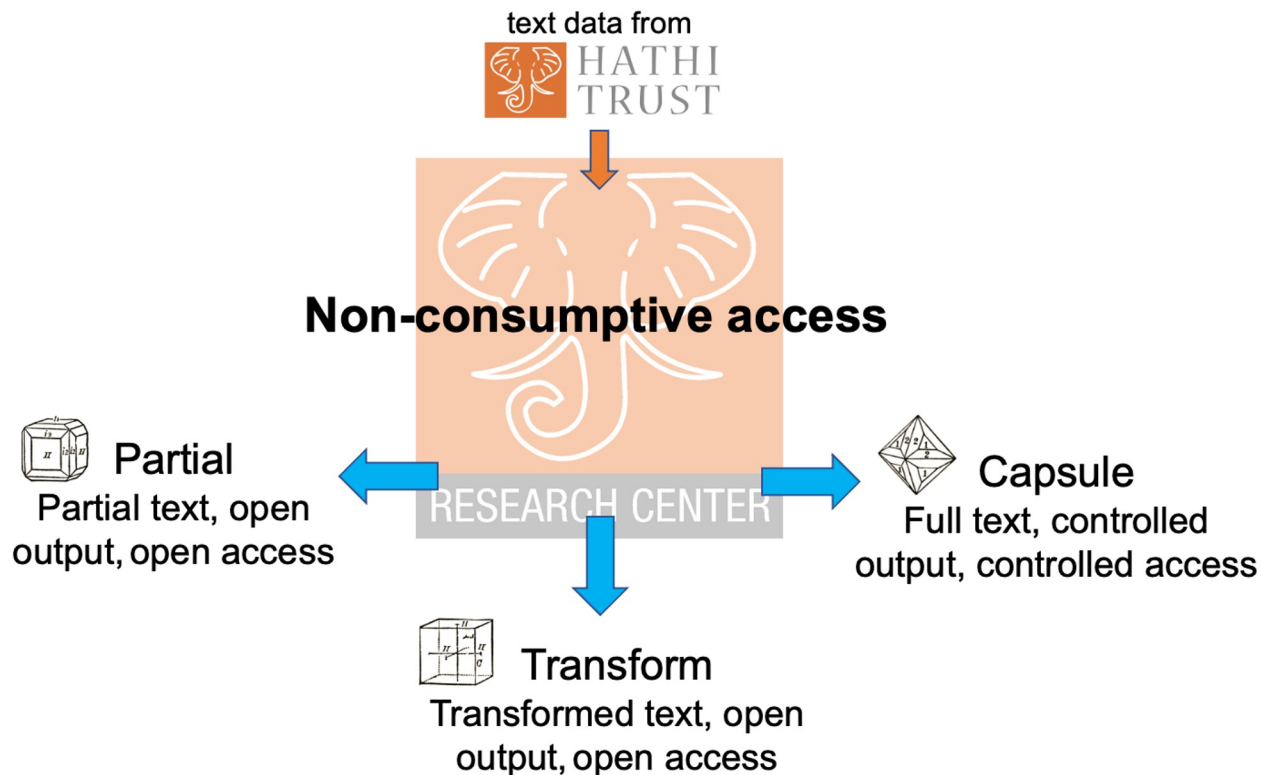 text data from
HATHI
TRUST
Non-consumptive access
RESEARCH CENTER
Partial
Partial text, open
output, open access
Capsule
Full text, controlled
output, controlled access
Transform
Transformed text, open
output, open access